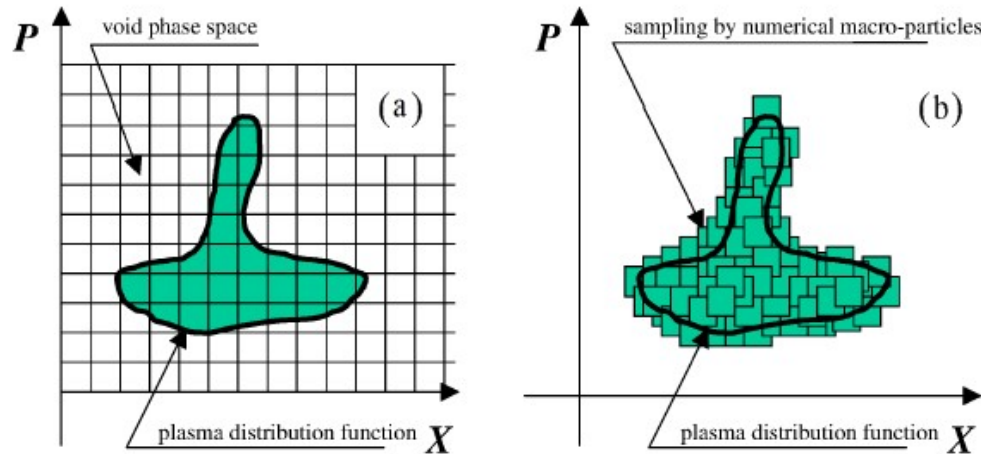 void phase space
P
(a)
plasma distribution function
X
sampling by numerical macro-particles
P
(b)
plasma distribution function
X